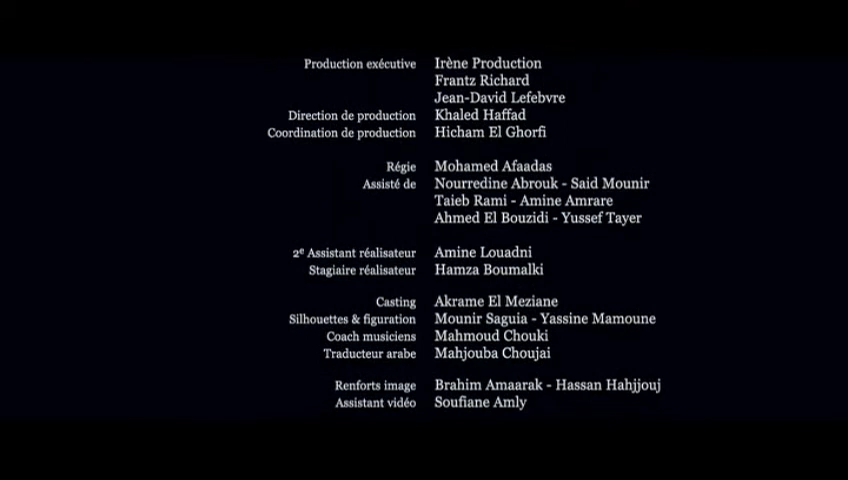 Production exécutive Irène Production
Frantz Richard
Jean-David Lefebvre
Direction de production Khaled Haffad
Coordination de production Hicham El Ghorfi
Régie Mohamed Afaadas
Assisté de Nourredine Abrouk - Said Mounir
Taieb Rami - Amine Amrare
Ahmed El Bouzidi - Yussef Tayer
2e Assistant réalisateur Amine Louadni
Stagiaire réalisateur Hamza Boumalki
Casting Akrame El Meziane
Silhouettes & figuration Mounir Saguia - Yassine Mamoune
Coach musiciens Mahmoud Chouki
Traducteur arabe Mahjouba Choujai
Renforts image Brahim Amaarak - Hassan Hahjjouj
Assistant vidéo Soufiane Amly